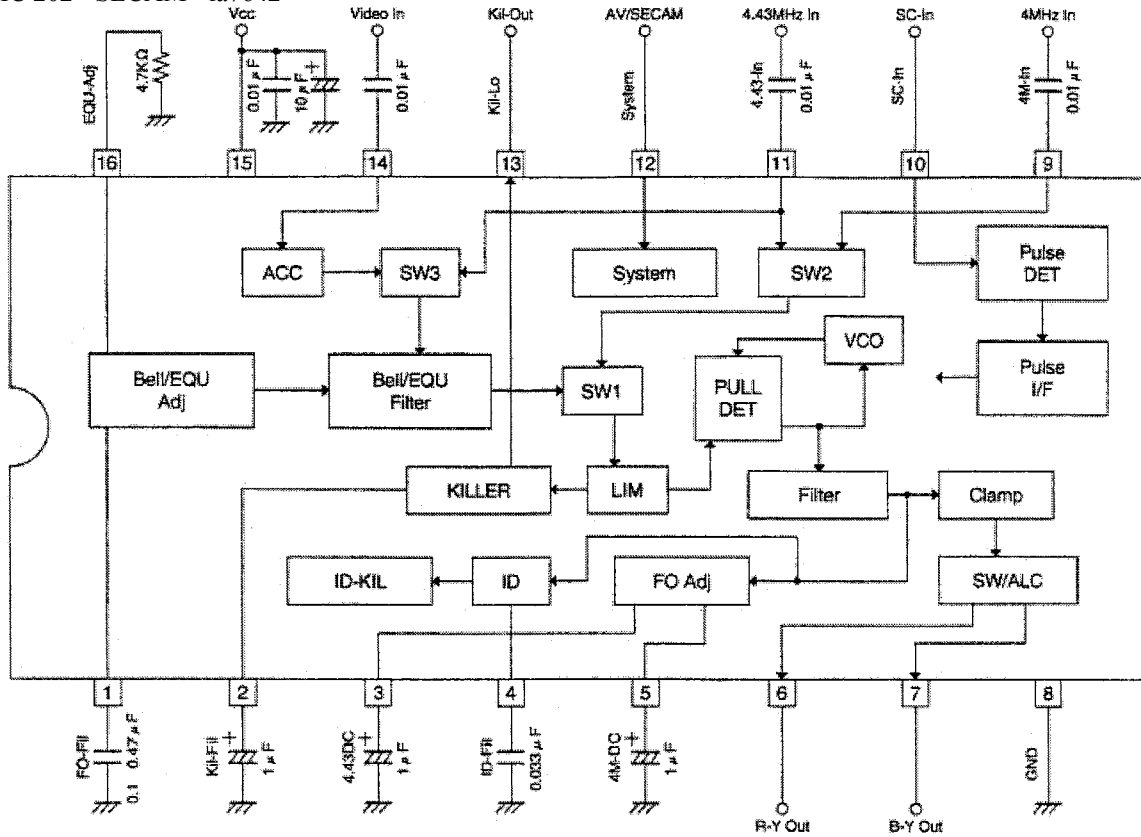 Vcc
Video In
Kil-Out
AV/SECAM
4.43MHz In
SC-In
4MHz In
EQU-Adj
4.7KΩ
0.01μF
10μF
+
0.01μF
Kil-Lo
System
4.43-In
0.01μF
SC-In
4M-In
0.01μF
16
15
14
13
12
11
10
9
ACC
SW3
System
SW2
Pulse
DET
Bell/EQU
Adj
Bell/EQU
Filter
SW1
PULL
DET
VCO
Pulse
I/F
KILLER
LIM
Filter
Clamp
ID-KIL
ID
FO Adj
SW/ALC
1
2
3
4
5
6
7
8
FO-Fil
0.1 0.47μF
Kil-Fil
+
1μF
4.43DC
+
1μF
ID-Fil
0.033μF
4M-DC
+
1μF
GND
R-Y Out
B-Y Out